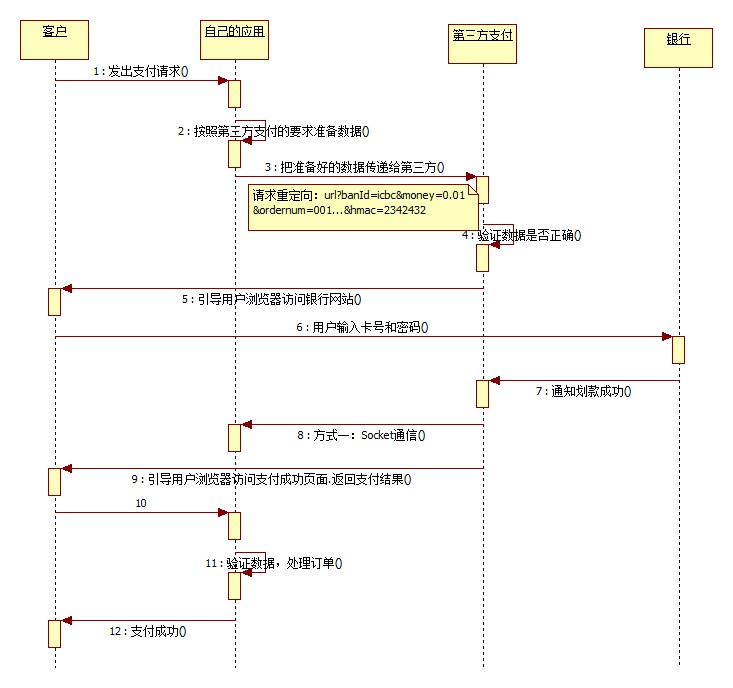 客户
自己的应用
第三方支付
银行
1 : 发出支付请求()
2 : 按照第三方支付的要求准备数据()
3 : 把准备好的数据传递给第三方()
请求重定向：url?banId=icbc&money=0.01
&ordernum=001...&hmac=2342432
4 : 验证数据是否正确()
5 : 引导用户浏览器访问银行网站()
6 : 用户输入卡号和密码()
7 : 通知划款成功()
8 : 方式一：Socket通信()
9 : 引导用户浏览器访问支付成功页面.返回支付结果()
10
11 : 验证数据，处理订单()
12 : 支付成功()